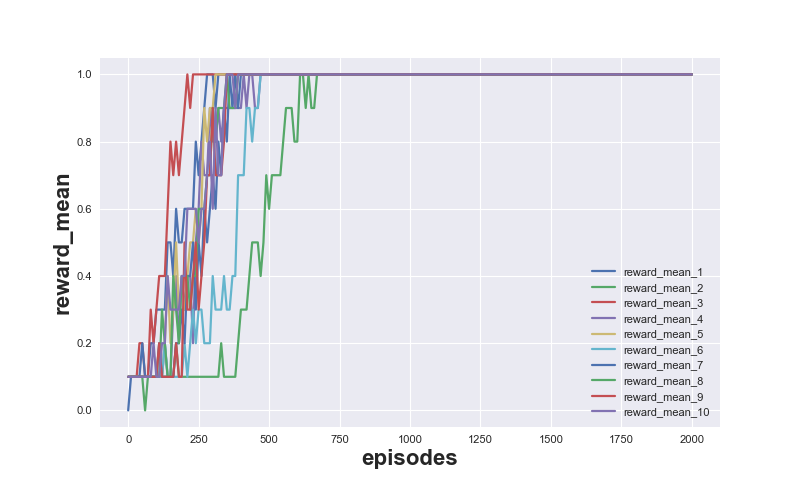 1.0
0.8
0.6
0.4
0.2
0.0
reward_mean
0 250 500 750 1000 1250 1500 1750 2000
episodes
reward_mean_1
reward_mean_2
reward_mean_3
reward_mean_4
reward_mean_5
reward_mean_6
reward_mean_7
reward_mean_8
reward_mean_9
reward_mean_10